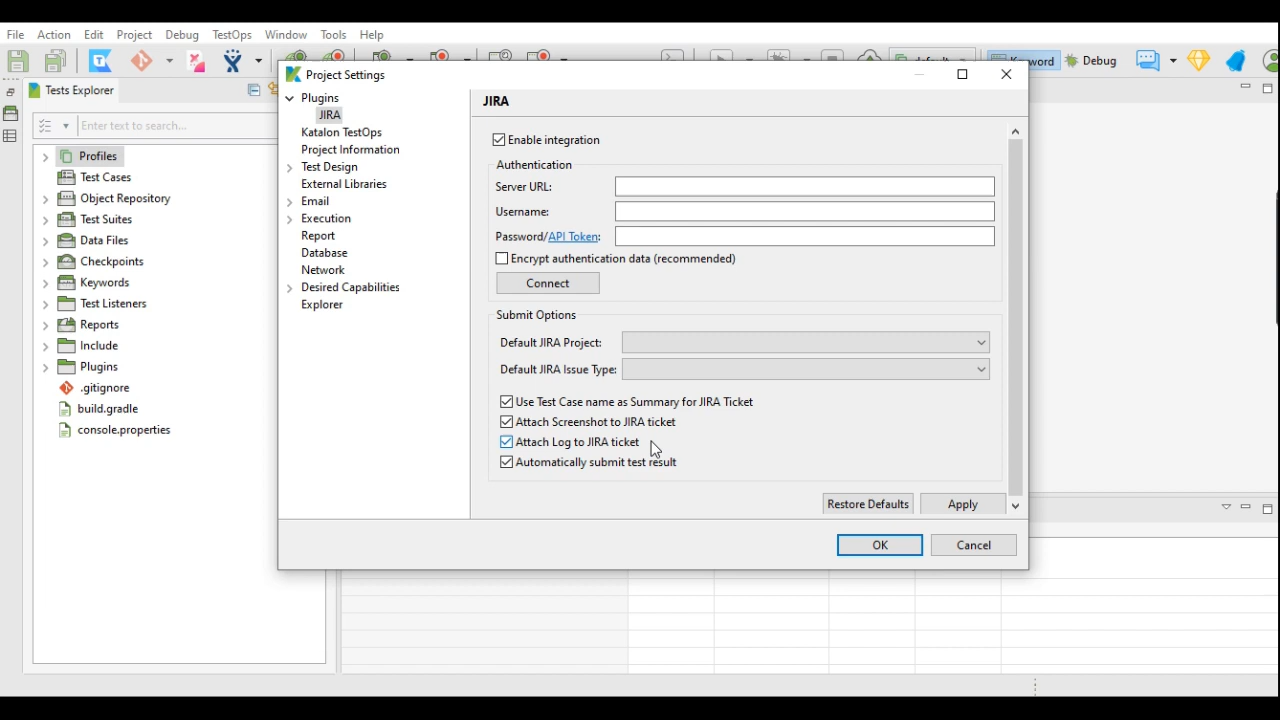 File Action Edit Project Debug TestOps Window Tools Help
Debug
Tests Explorer
Enter text to search...
Profiles
Test Cases
Object Repository
Test Suites
Data Files
Checkpoints
Keywords
Test Listeners
Reports
Include
Plugins
.gitignore
build.gradle
console.properties
Project Settings
Plugins
JIRA
Katalon TestOps
Project Information
Test Design
External Libraries
Email
Execution
Report
Database
Network
Desired Capabilities
Explorer
JIRA
Enable integration
Authentication
Server URL:
Username:
Password/API Token:
Encrypt authentication data (recommended)
Connect
Submit Options
Default JIRA Project:
Default JIRA Issue Type:
Use Test Case name as Summary for JIRA Ticket
Attach Screenshot to JIRA ticket
Attach Log to JIRA ticket
Automatically submit test result
Restore Defaults Apply
OK Cancel